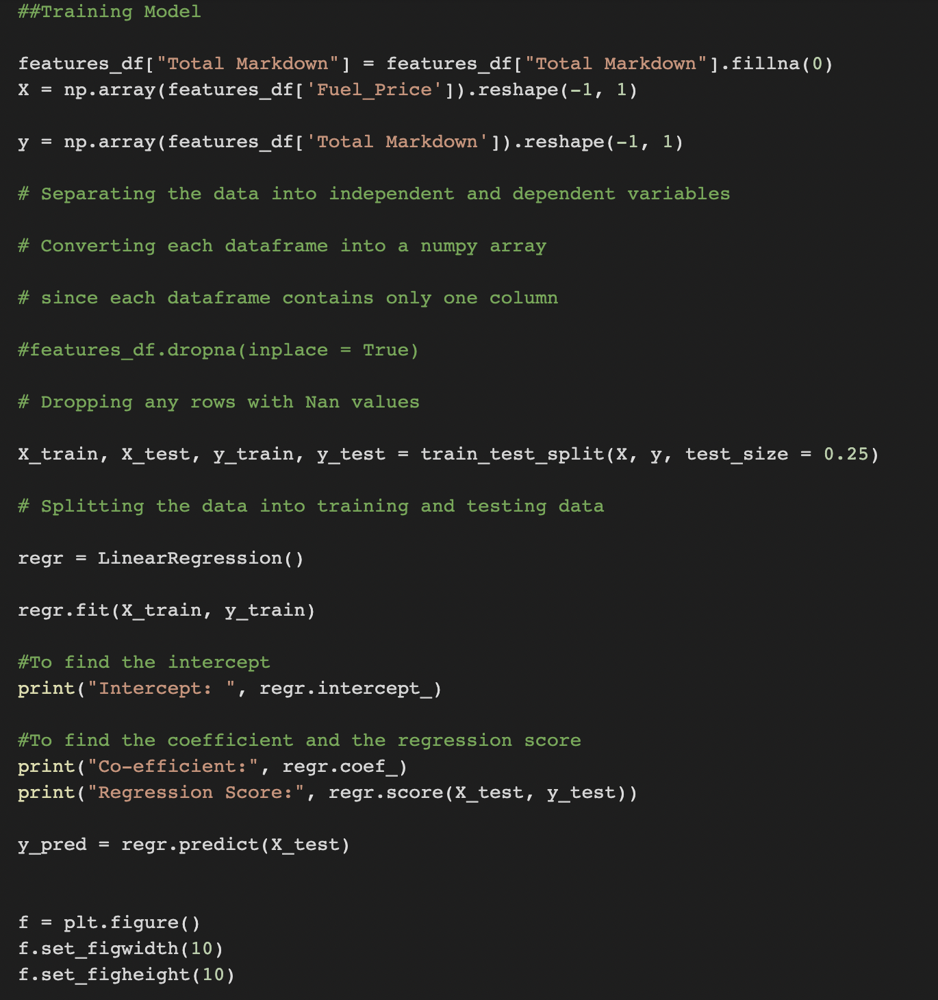 ##Training Model
features_df["Total Markdown"] = features_df["Total Markdown"].fillna(0)
X = np.array(features_df['Fuel_Price']).reshape(-1, 1)
y = np.array(features_df['Total Markdown']).reshape(-1, 1)
# Separating the data into independent and dependent variables
# Converting each dataframe into a numpy array
# since each dataframe contains only one column
#features_df.dropna(inplace = True)
# Dropping any rows with Nan values
X_train, X_test, y_train, y_test = train_test_split(X, y, test_size = 0.25)
# Splitting the data into training and testing data
regr = LinearRegression()
regr.fit(X_train, y_train)
#To find the intercept
print("Intercept: ", regr.intercept_)
#To find the coefficient and the regression score
print("Co-efficient:", regr.coef_)
print("Regression Score:", regr.score(X_test, y_test))
y_pred = regr.predict(X_test)
f = plt.figure()
f.set_figwidth(10)
f.set_figheight(10)